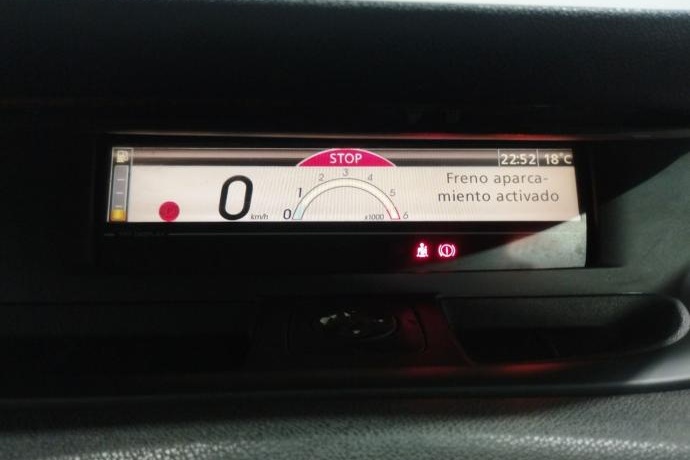 STOP
22:52 18°C
Freno aparca-
miento activado
0 km/h
0 1 2 3 4 5 6
x1000
P